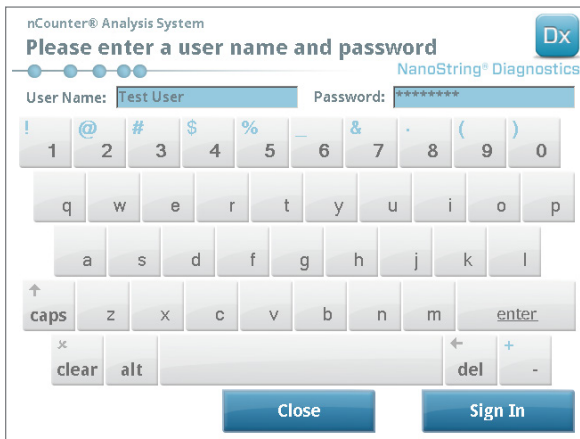 nCounter® Analysis System
Please enter a user name and password
Dx
NanoString® Diagnostics
User Name: Test User Password: ********
! @ # $ % _ & . ( )
1 2 3 4 5 6 7 8 9 0
q w e r t y u i o p
a s d f g h j k l
caps z x c v b n m enter
clear alt del + -
Close Sign In